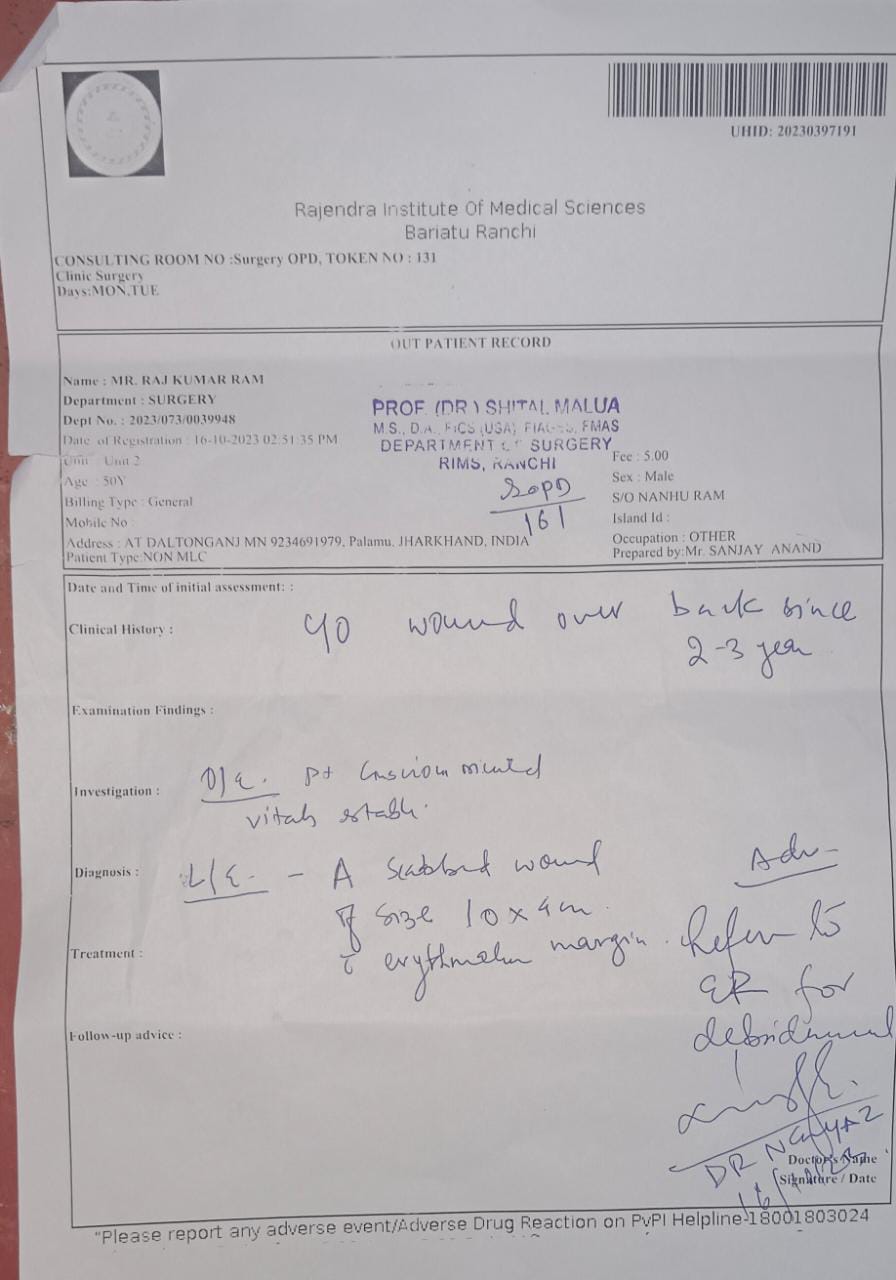 UHID: 20230397191
Rajendra Institute Of Medical Sciences
Bariatu Ranchi
CONSULTING ROOM NO :Surgery OPD, TOKEN NO : 131
Clinic Surgery
Days:MON,TUE
OUT PATIENT RECORD
Name : MR. RAJ KUMAR RAM
Department : SURGERY
Dept No. : 2023/073/0039948
Date of Registration : 16-10-2023 02:51:35 PM
Unit : Unit 2
Age : 50Y
Billing Type : General
Mobile No :
Address : AT DALTONGANJ MN 9234691979, Palamu, JHARKHAND, INDIA
Patient Type:NON MLC
PROF. (DR.) SHITAL MALUA
M.S., D.A., FICS (USA)
DEPARTMENT OF SURGERY
RIMS, RANCHI
SOPD
161
Fee : 5.00
Sex : Male
S/O NANHU RAM
Island Id :
Occupation : OTHER
Prepared by:Mr. SANJAY ANAND
Date and Time of initial assessment: :
Clinical History :
c/o wound over back since
2-3 year
Examination Findings :
Investigation :
O/E. Pt
vitals
Diagnosis :
L/E - A scabbed wound
of size 10 x 4 cm.
margin.
Treatment :
Adv-
Refer to
ER for
debridement
Follow-up advice :
Doctor's Name
Signature / Date
"Please report any adverse event/Adverse Drug Reaction on PvPI Helpline-18001803024